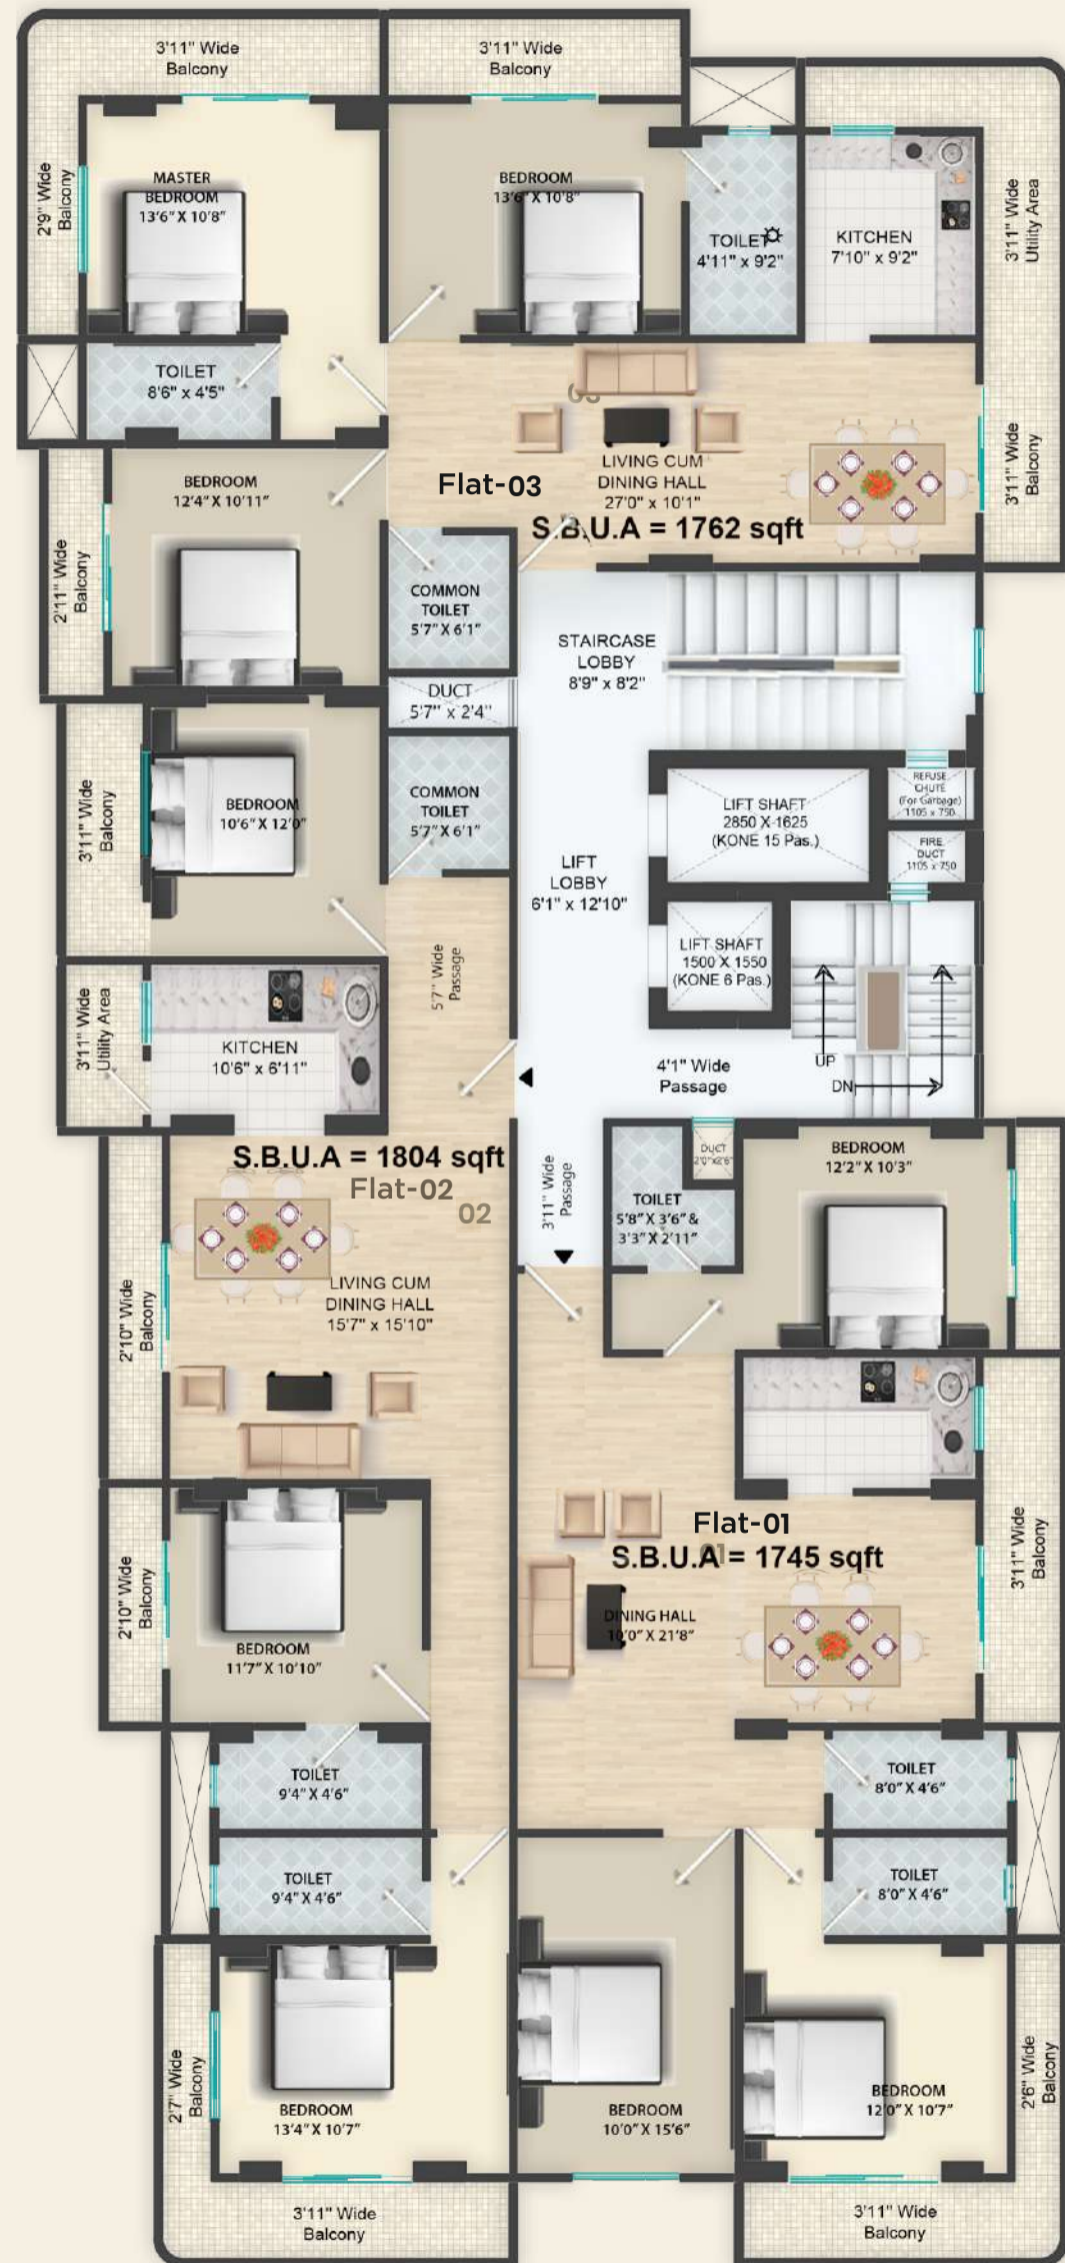 3'11" Wide
Balcony
3'11" Wide
Balcony
2'9" Wide
Balcony
MASTER
BEDROOM
13'6" X 10'8"
BEDROOM
13'6" X 10'8"
TOILET
4'11" x 9'2"
KITCHEN
7'10" x 9'2"
3'11" Wide
Utility Area
TOILET
8'6" x 4'5"
03
LIVING CUM
DINING HALL
27'0" x 10'1"
Flat-03
S.B.U.A = 1762 sqft
3'11" Wide
Balcony
BEDROOM
12'4" X 10'11"
2'11" Wide
Balcony
COMMON
TOILET
5'7" X 6'1"
STAIRCASE
LOBBY
8'9" x 8'2"
DUCT
5'7" x 2'4"
3'11" Wide
Balcony
BEDROOM
10'6" X 12'0"
COMMON
TOILET
5'7" X 6'1"
LIFT SHAFT
2850 X 1625
(KONE 15 Pas.)
REFUSE
CHUTE
(For Garbage)
1105 x 750
FIRE
DUCT
1105 x 750
LIFT
LOBBY
6'1" x 12'10"
LIFT SHAFT
1500 X 1550
(KONE 6 Pas.)
5'7" Wide
Passage
3'11" Wide
Utility Area
KITCHEN
10'6" x 6'11"
4'1" Wide
Passage
UP
DN
S.B.U.A = 1804 sqft
Flat-02
02
3'11" Wide
Passage
DUCT
2'0"x2'6"
TOILET
5'8" X 3'6" &
3'3" X 2'11"
BEDROOM
12'2" X 10'3"
2'10" Wide
Balcony
LIVING CUM
DINING HALL
15'7" x 15'10"
Flat-01
01
S.B.U.A = 1745 sqft
3'11" Wide
Balcony
2'10" Wide
Balcony
BEDROOM
11'7" X 10'10"
DINING HALL
10'0" X 21'8"
TOILET
9'4" X 4'6"
TOILET
8'0" X 4'6"
TOILET
9'4" X 4'6"
TOILET
8'0" X 4'6"
2'7" Wide
Balcony
BEDROOM
13'4" X 10'7"
BEDROOM
10'0" X 15'6"
BEDROOM
12'0" X 10'7"
2'6" Wide
Balcony
3'11" Wide
Balcony
3'11" Wide
Balcony